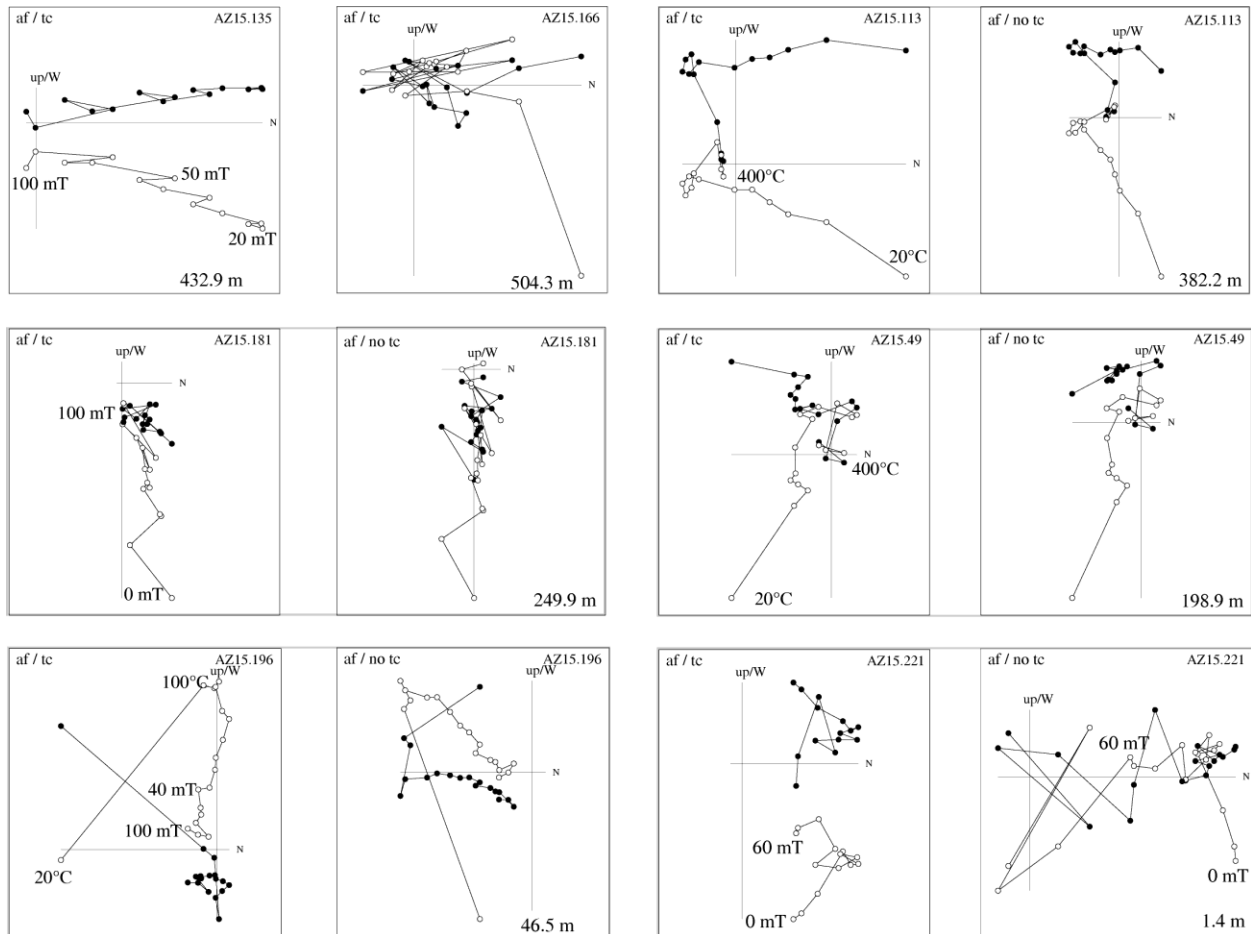 af / tc
AZ15.135
up/W
N
50 mT
100 mT
20 mT
432.9 m
af / tc
AZ15.166
up/W
N
504.3 m
af / tc
AZ15.113
up/W
N
400°C
20°C
af / no tc
AZ15.113
up/W
N
382.2 m
af / tc
AZ15.181
up/W
N
100 mT
0 mT
af / no tc
AZ15.181
up/W
N
249.9 m
af / tc
AZ15.49
up/W
N
400°C
20°C
af / no tc
AZ15.49
up/W
N
198.9 m
af / tc
AZ15.196
up/W
100°C
40 mT
100 mT
N
20°C
af / no tc
AZ15.196
up/W
N
46.5 m
af / tc
AZ15.221
up/W
N
60 mT
0 mT
af / no tc
AZ15.221
up/W
60 mT
N
0 mT
1.4 m